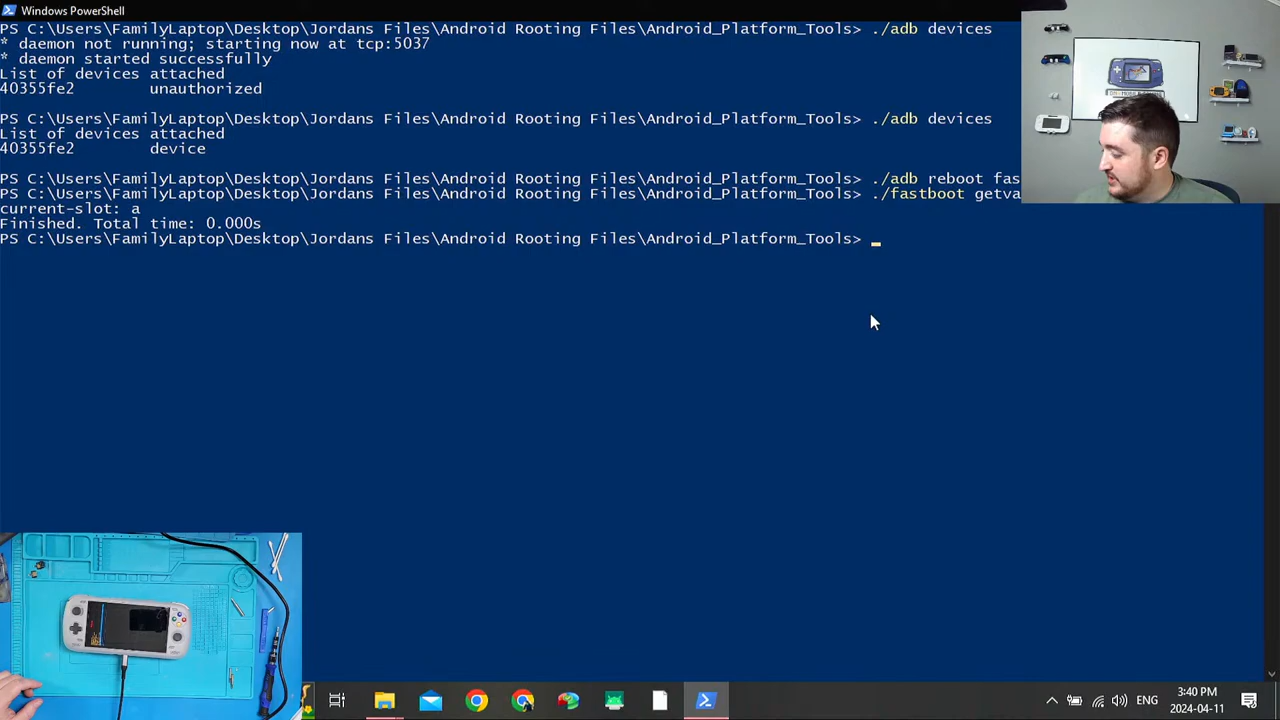 Windows PowerShell
PS C:\Users\FamilyLaptop\Desktop\Jordans Files\Android Rooting Files\Android_Platform_Tools> ./adb devices
* daemon not running; starting now at tcp:5037
* daemon started successfully
List of devices attached
40355fe2        unauthorized
PS C:\Users\FamilyLaptop\Desktop\Jordans Files\Android Rooting Files\Android_Platform_Tools> ./adb devices
List of devices attached
40355fe2        device
PS C:\Users\FamilyLaptop\Desktop\Jordans Files\Android Rooting Files\Android_Platform_Tools> ./adb reboot fas
PS C:\Users\FamilyLaptop\Desktop\Jordans Files\Android Rooting Files\Android_Platform_Tools> ./fastboot getva
current-slot: a
Finished. Total time: 0.000s
PS C:\Users\FamilyLaptop\Desktop\Jordans Files\Android Rooting Files\Android_Platform_Tools>
ENG
3:40 PM
2024-04-11